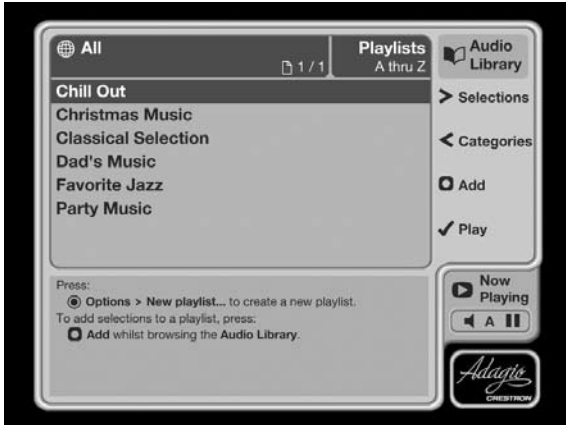 All
1 / 1
Playlists
A thru Z
Chill Out
Christmas Music
Classical Selection
Dad's Music
Favorite Jazz
Party Music
Press:
Options > New playlist... to create a new playlist.
To add selections to a playlist, press:
Add whilst browsing the Audio Library.
Audio
Library
Selections
Categories
Add
Play
Now
Playing
A
Adagio
CRESTRON